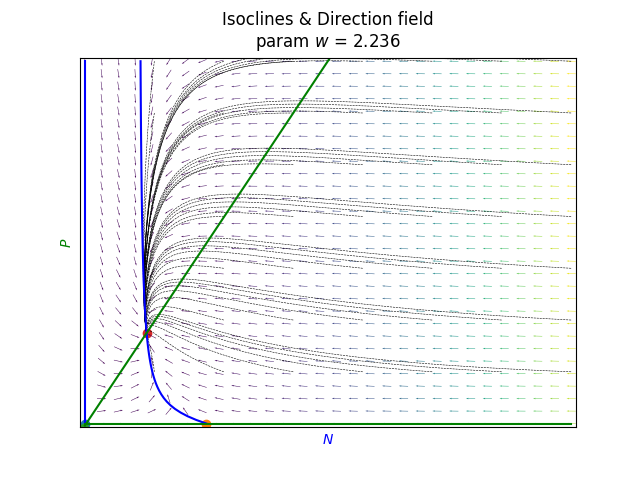 Isoclines & Direction field
param w = 2.236
P
N